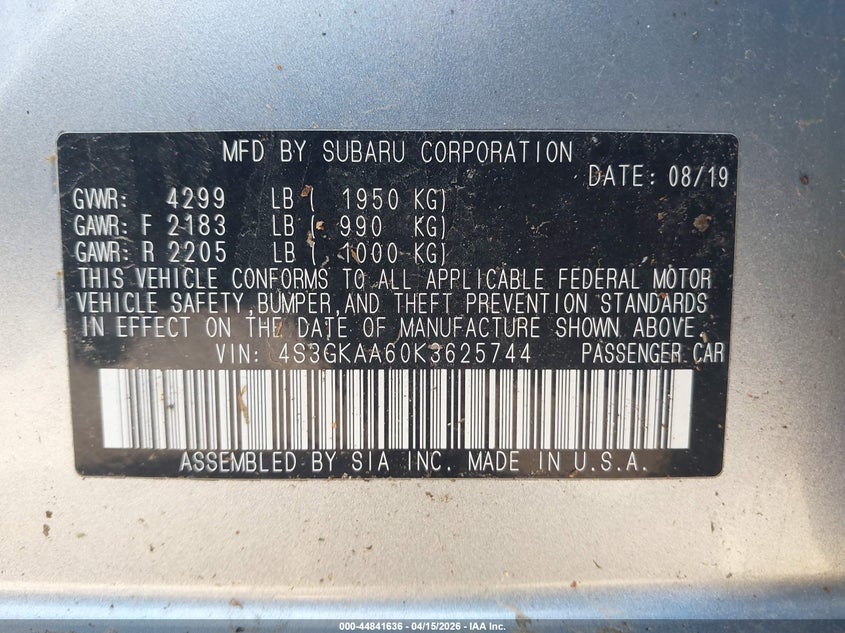 MFD BY SUBARU CORPORATION
DATE: 08/19
GVWR: 4299 LB ( 1950 KG)
GAWR: F 2183 LB ( 990 KG)
GAWR: R 2205 LB ( 1000 KG)
THIS VEHICLE CONFORMS TO ALL APPLICABLE FEDERAL MOTOR
VEHICLE SAFETY, BUMPER, AND THEFT PREVENTION STANDARDS
IN EFFECT ON THE DATE OF MANUFACTURE SHOWN ABOVE.
VIN: 4S3GKAA60K3625744 PASSENGER CAR
ASSEMBLED BY SIA INC. MADE IN U.S.A.
000-44841636 - 04/15/2026 - IAA Inc.